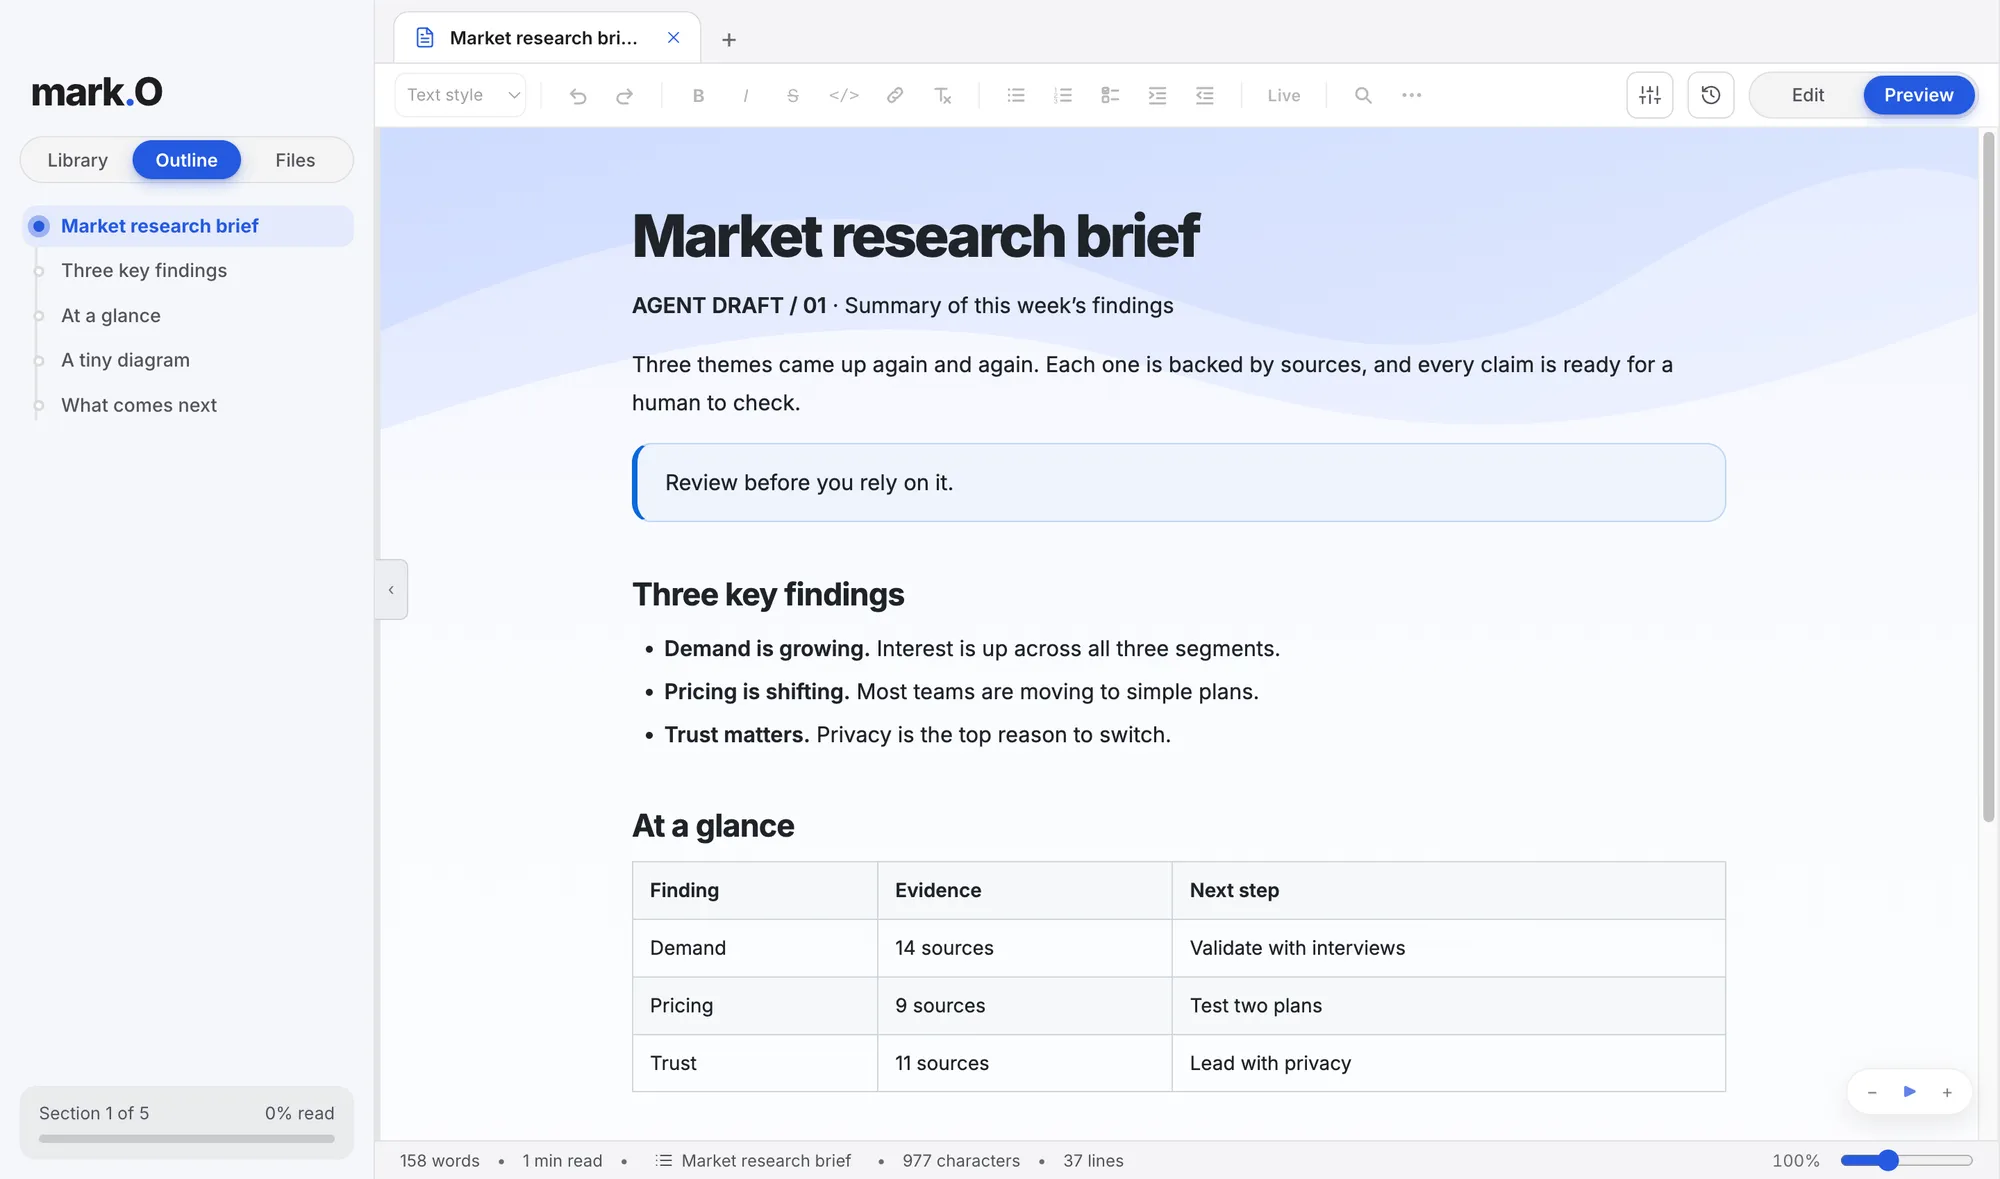 Market research bri...
mark.O
Text style
B I S </> Tx
Live
Edit
Preview
Library
Outline
Files
Market research brief
Three key findings
At a glance
A tiny diagram
What comes next
Section 1 of 5
0% read
Market research brief
AGENT DRAFT / 01 · Summary of this week’s findings
Three themes came up again and again. Each one is backed by sources, and every claim is ready for a
human to check.
Review before you rely on it.
Three key findings
• Demand is growing. Interest is up across all three segments.
• Pricing is shifting. Most teams are moving to simple plans.
• Trust matters. Privacy is the top reason to switch.
At a glance
Finding Evidence Next step
Demand 14 sources Validate with interviews
Pricing 9 sources Test two plans
Trust 11 sources Lead with privacy
158 words • 1 min read • Market research brief • 977 characters • 37 lines
100%